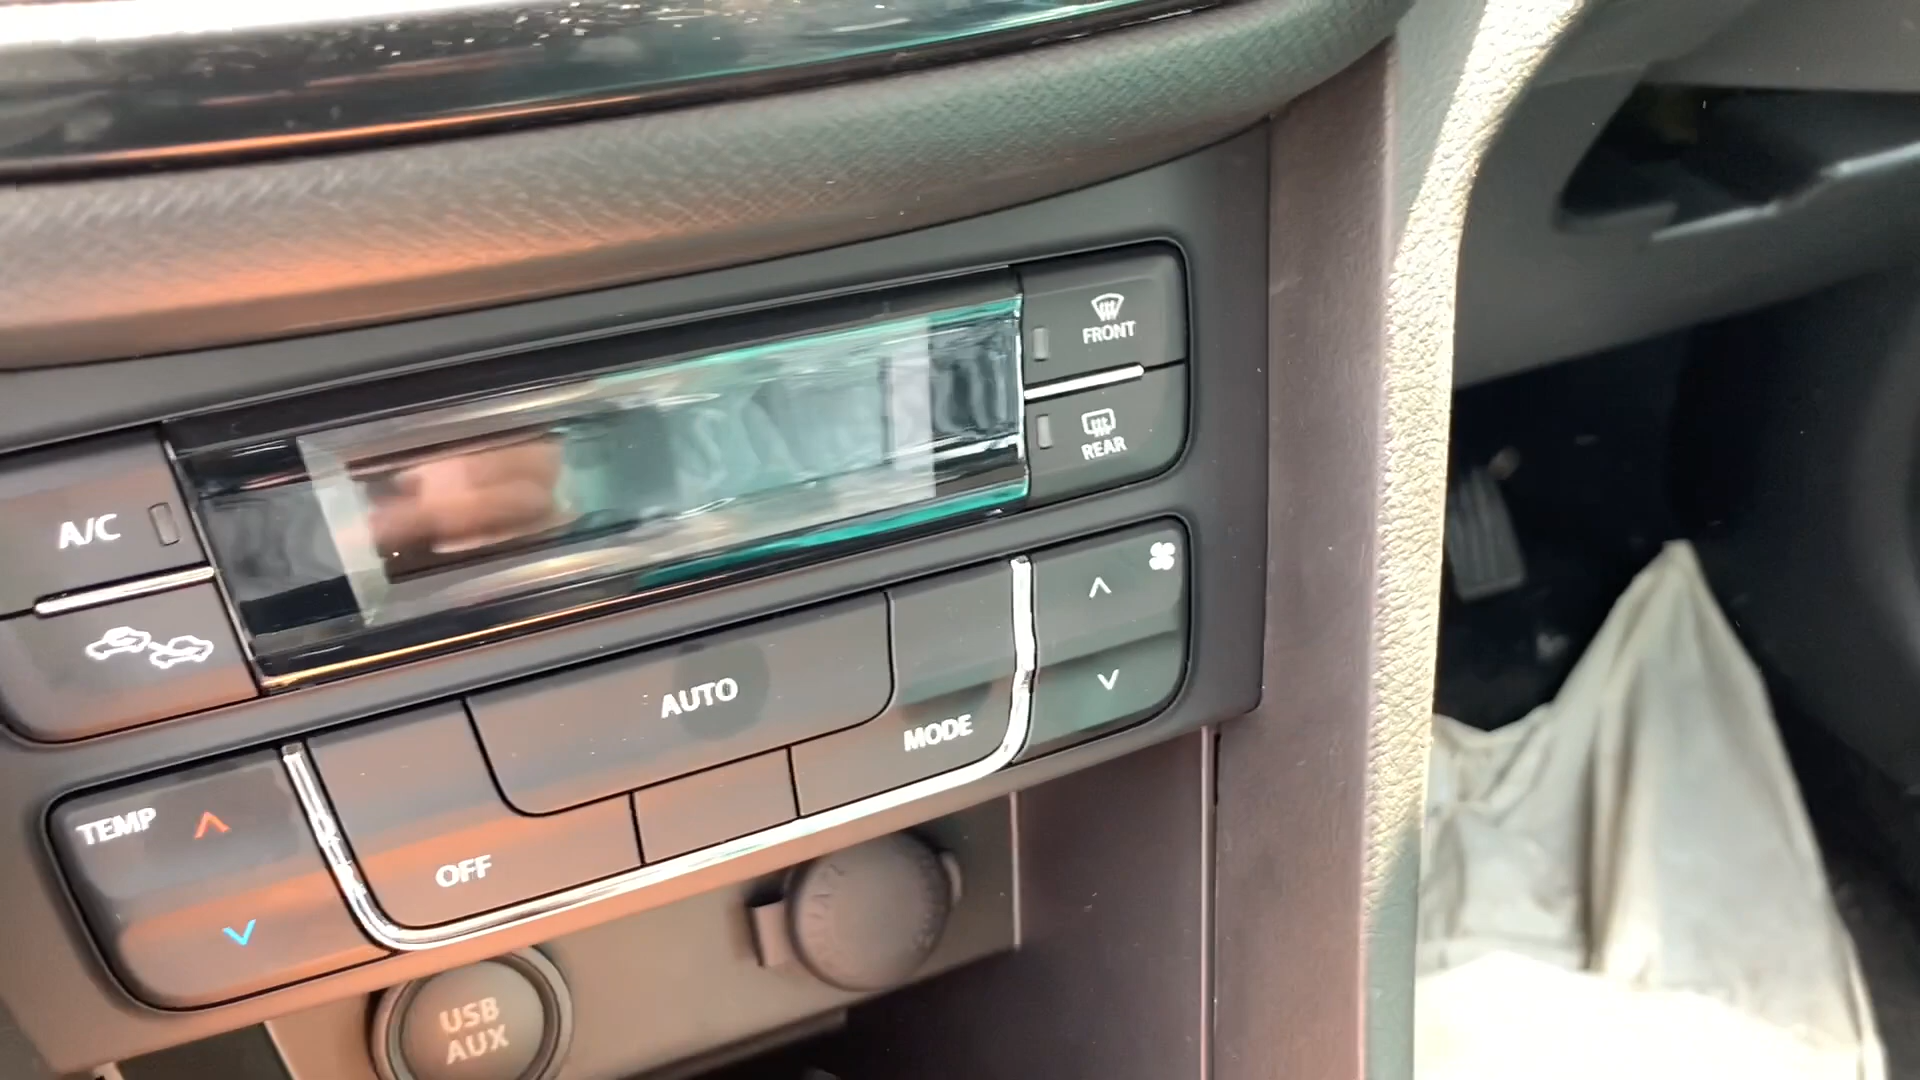 FRONT
REAR
A/C
AUTO
MODE
TEMP
OFF
USB
AUX